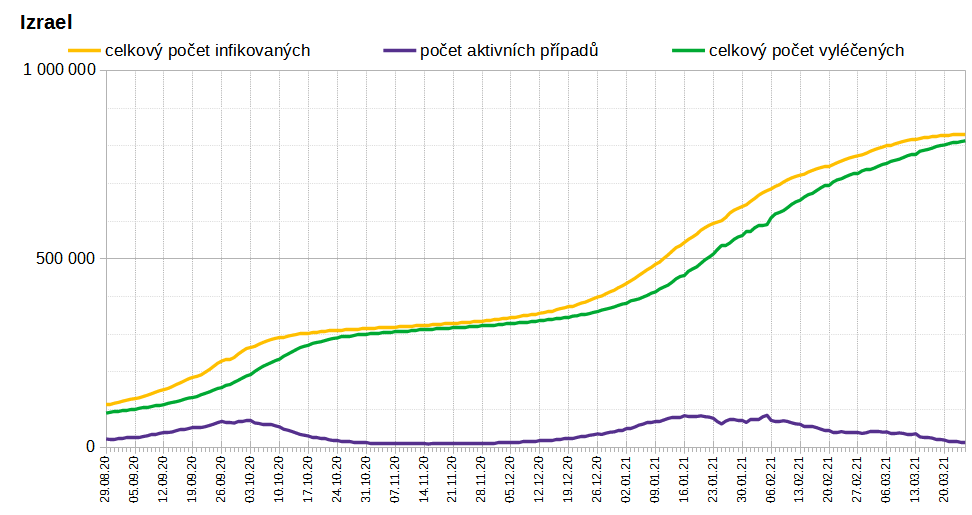 Izrael
celkový počet infikovaných počet aktivních případů celkový počet vyléčených
1 000 000
500 000
0
29.08.20 05.09.20 12.09.20 19.09.20 26.09.20 03.10.20 10.10.20 17.10.20 24.10.20 31.10.20 07.11.20 14.11.20 21.11.20 28.11.20 05.12.20 12.12.20 19.12.20 26.12.20 02.01.21 09.01.21 16.01.21 23.01.21 30.01.21 06.02.21 13.02.21 20.02.21 27.02.21 06.03.21 13.03.21 20.03.21